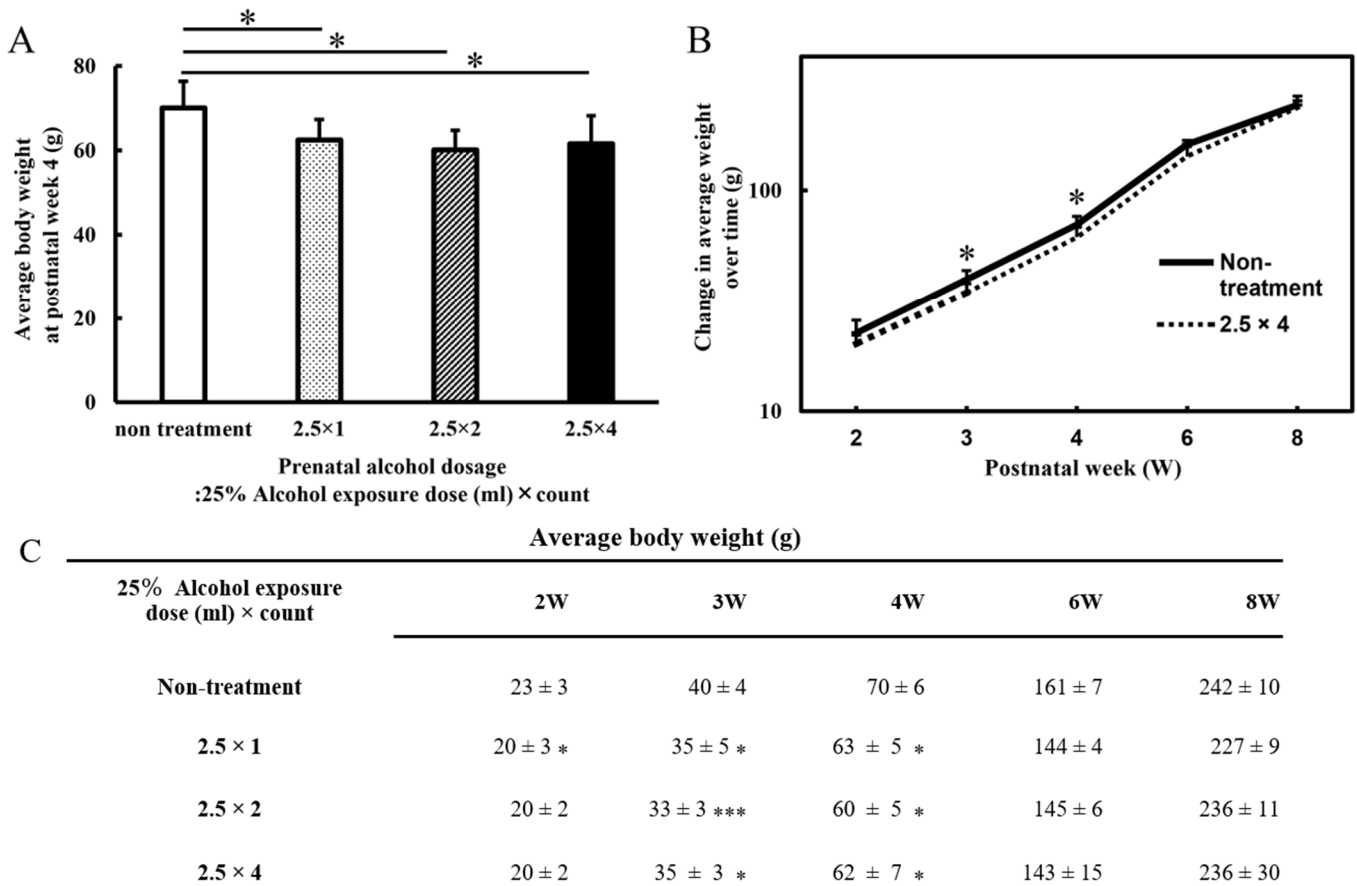 A
*
*
*
80
60
40
20
0
Average body weight
at postnatal week 4 (g)
non treatment 2.5×1 2.5×2 2.5×4
Prenatal alcohol dosage
:25% Alcohol exposure dose (ml)×count
B
Change in average weight
over time (g)
100
10
*
*
Non-
treatment
2.5 × 4
2 3 4 6 8
Postnatal week (W)
C
Average body weight (g)
25% Alcohol exposure
dose (ml) × count
2W 3W 4W 6W 8W
Non-treatment 23 ± 3 40 ± 4 70 ± 6 161 ± 7 242 ± 10
2.5 × 1 20 ± 3 * 35 ± 5 * 63 ± 5 * 144 ± 4 227 ± 9
2.5 × 2 20 ± 2 33 ± 3 *** 60 ± 5 * 145 ± 6 236 ± 11
2.5 × 4 20 ± 2 35 ± 3 * 62 ± 7 * 143 ± 15 236 ± 30